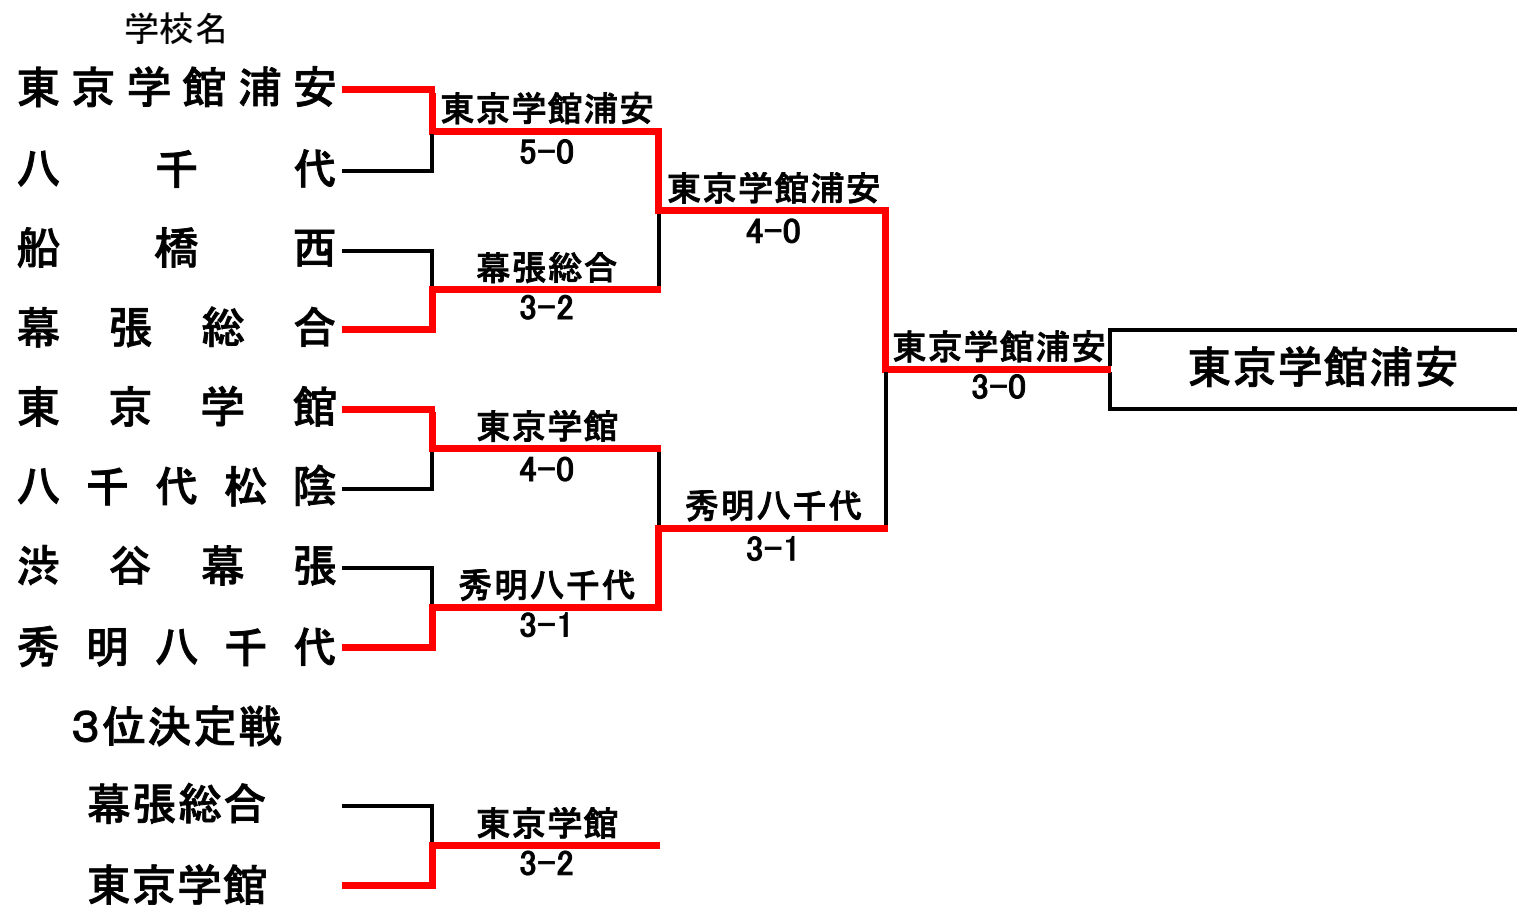 学校名
東京学館浦安
東京学館浦安
5-0
八千代
東京学館浦安
4-0
船橋西
幕張総合
3-2
幕張総合
東京学館浦安
3-0
東京学館浦安
東京学館
東京学館
4-0
八千代松陰
秀明八千代
3-1
渋谷幕張
秀明八千代
3-1
秀明八千代
3位決定戦
幕張総合
東京学館
3-2
東京学館